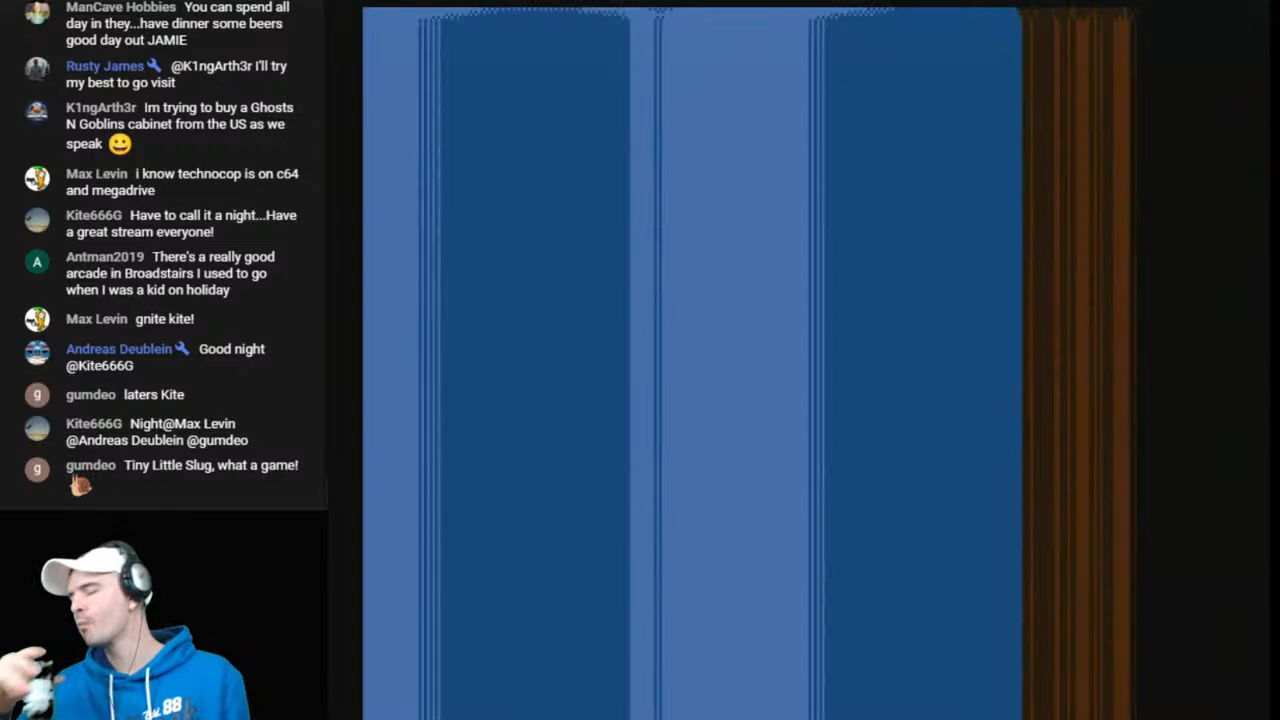 ManCave Hobbies You can spend all
day in they...have dinner some beers
good day out JAMIE
Rusty James @K1ngArth3r I'll try
my best to go visit
K1ngArth3r Im trying to buy a Ghosts
N Goblins cabinet from the US as we
speak
Max Levin i know technocop is on c64
and megadrive
Kite666G Have to call it a night...Have
a great stream everyone!
A
Antman2019 There's a really good
arcade in Broadstairs I used to go
when I was a kid on holiday
Max Levin gnite kite!
Andreas Deublein Good night
@Kite666G
g
gumdeo laters Kite
Kite666G Night@Max Levin
@Andreas Deublein @gumdeo
g
gumdeo Tiny Little Slug, what a game!
88